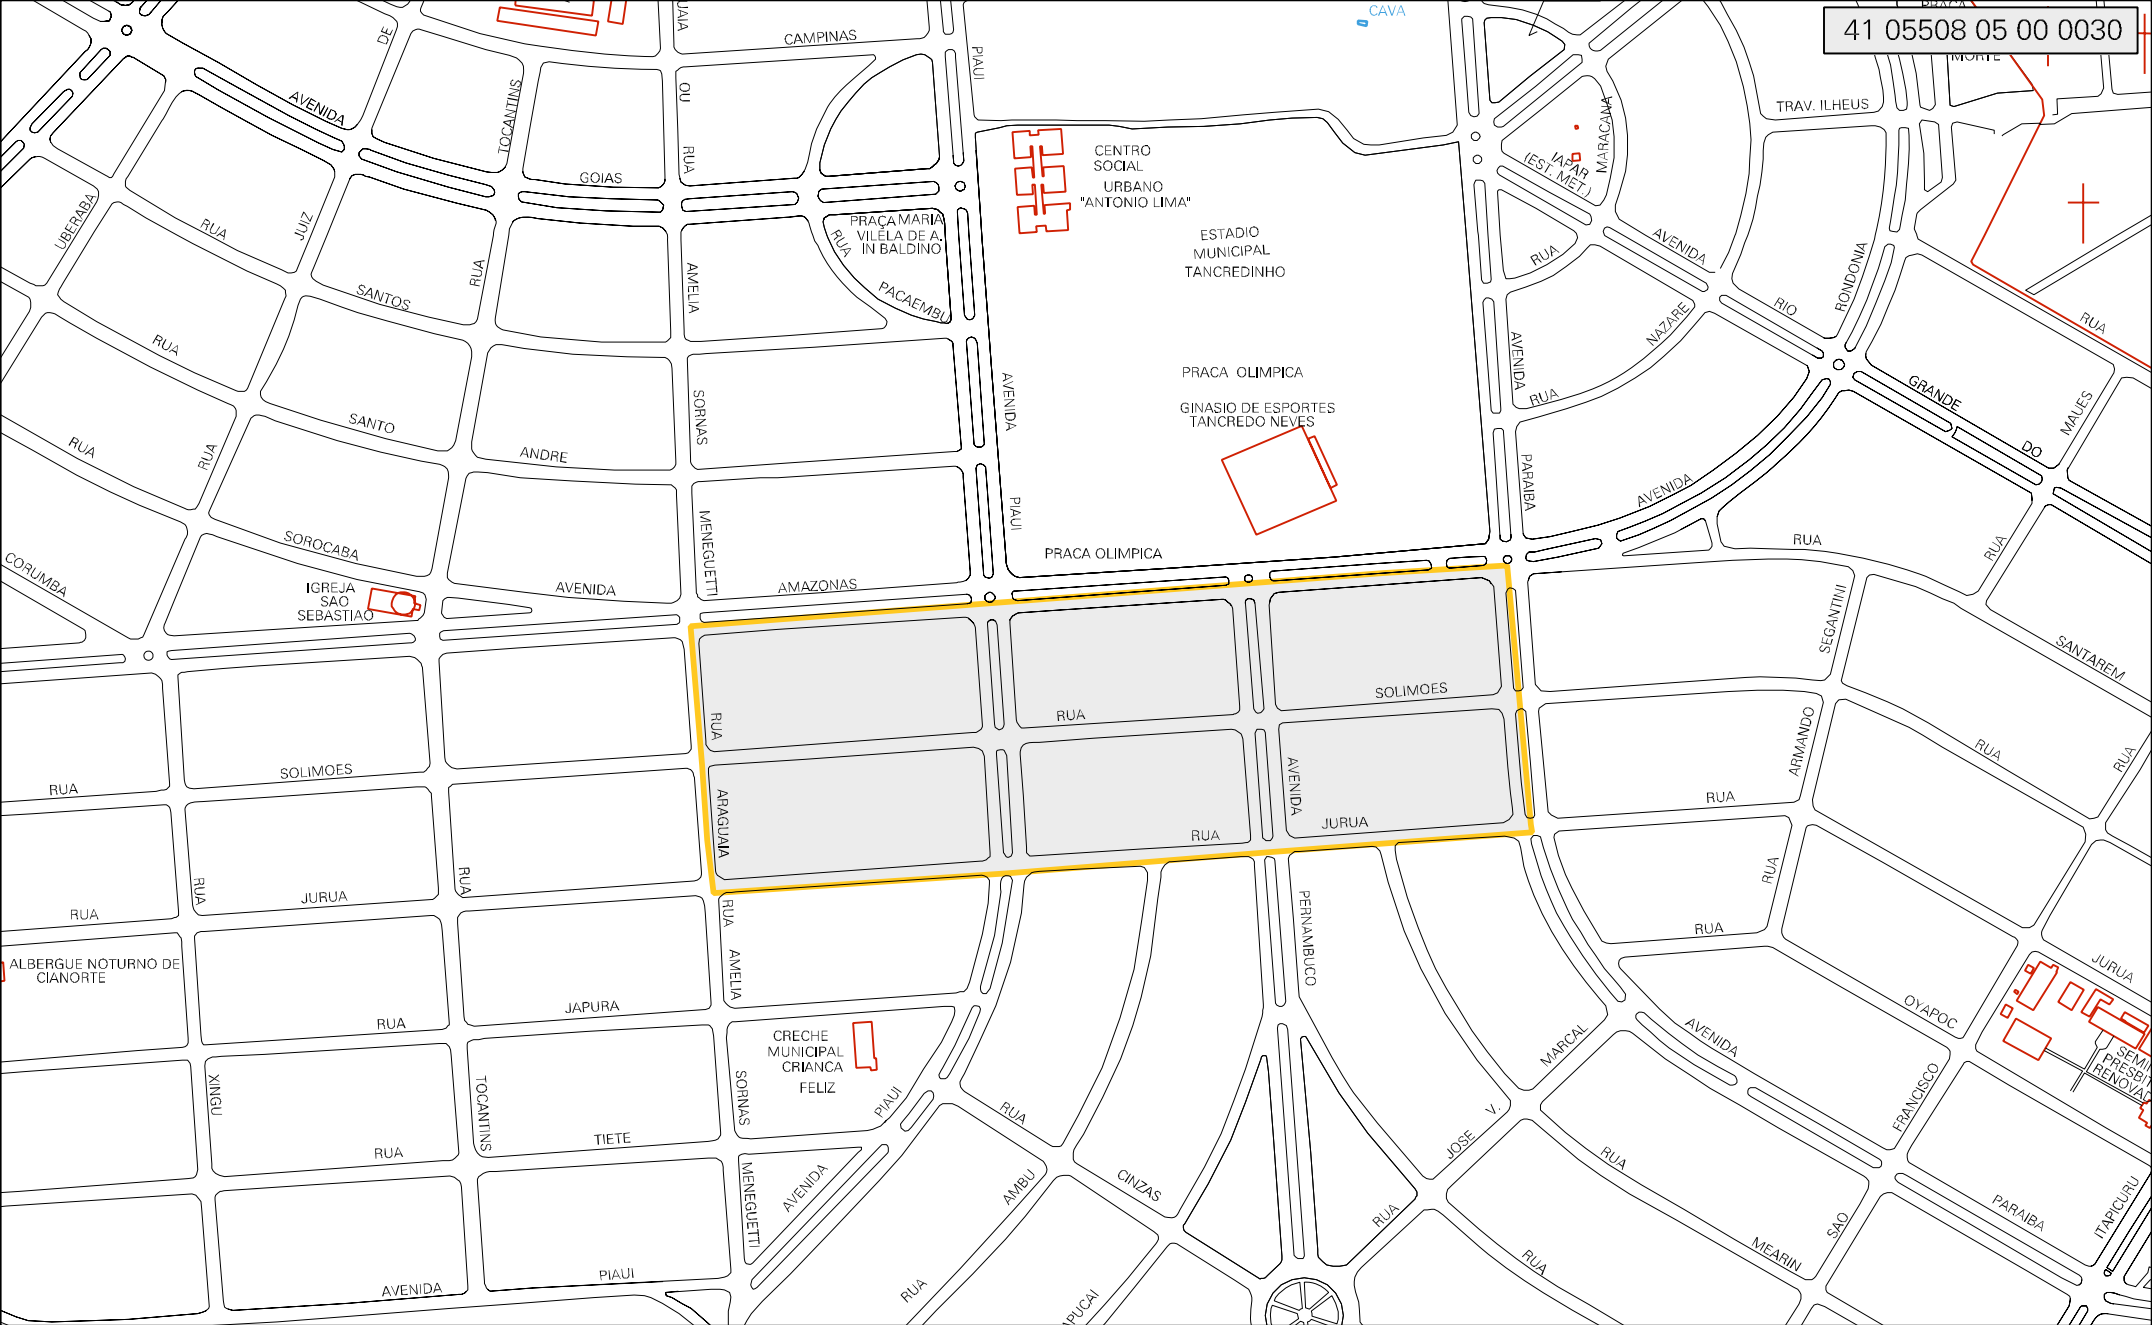 41 05508 05 00 0030
CAVA
PRACA
MORTE
DE
CAMPINAS
PIAUI
OU
RUA
AVENIDA
TOCANTINS
GOIAS
TRAV. ILHEUS
MARACANA
IAPAR
(EST. MET.)
CENTRO
SOCIAL
URBANO
"ANTONIO LIMA"
UBERABA
RUA
JUIZ
RUA
SANTOS
AMELIA
PRAÇA MARIA
VILELA DE A.
IN BALDINO
RUA
PACAEMBU
ESTADIO
MUNICIPAL
TANCREDINHO
RUA
AVENIDA
RIO
RONDONIA
RUA
NAZARE
AVENIDA
RUA
RUA
SANTO
ANDRE
SORNAS
AVENIDA
PRACA OLIMPICA
GINASIO DE ESPORTES
TANCREDO NEVES
GRANDE
DO
MAUES
RUA
RUA
PIAUI
PARAIBA
AVENIDA
RUA
RUA
SOROCABA
CORUMBA
MENEGUETTI
PRACA OLIMPICA
IGREJA
SAO
SEBASTIAO
AVENIDA
AMAZONAS
SEGANTINI
SANTAREM
RUA
SOLIMOES
RUA
RUA
SOLIMOES
ARMANDO
RUA
RUA
RUA
ARAGUAIA
AVENIDA
RUA
JURUA
RUA
RUA
RUA
JURUA
RUA
RUA
RUA
AMELIA
PERNAMBUCO
RUA
OYAPOC
JURUA
ALBERGUE NOTURNO DE
CIANORTE
RUA
JAPURA
CRECHE
MUNICIPAL
CRIANCA
FELIZ
MARCAL
AVENIDA
XINGU
TOCANTINS
SORNAS
PIAUI
RUA
V.
JOSE
FRANCISCO
RUA
TIETE
MENEGUETTI
AVENIDA
AMBU
CINZAS
RUA
RUA
PARAIBA
ITAPICURU
SAO
MEARIN
RUA
AVENIDA
PIAUI
RUA